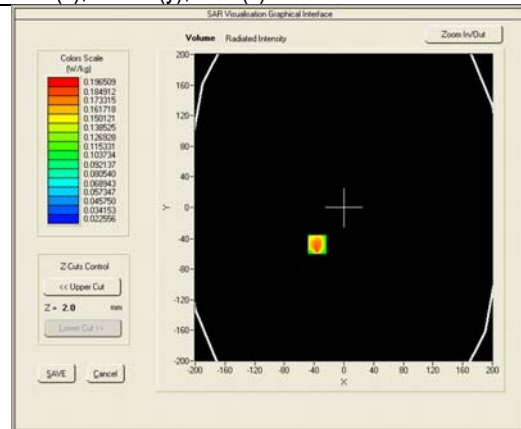 SAR Visualisation Graphical Interface
Volume Radiated Intensity
Zoom In/Out
Colors Scale
(W/kg)
0.196509
0.184912
0.173315
0.161718
0.150121
0.138525
0.126928
0.115331
0.103734
0.092137
0.080540
0.068943
0.057347
0.045750
0.034153
0.022556
Z-Cuts Control
<< Upper Cut
Z = 2.0 mm
Lower Cut >>
SAVE
Cancel
200
160
120
80
40
0
-40
-80
-120
-160
-200
Y
-200 -160 -120 -80 -40 0 40 80 120 160 200
X